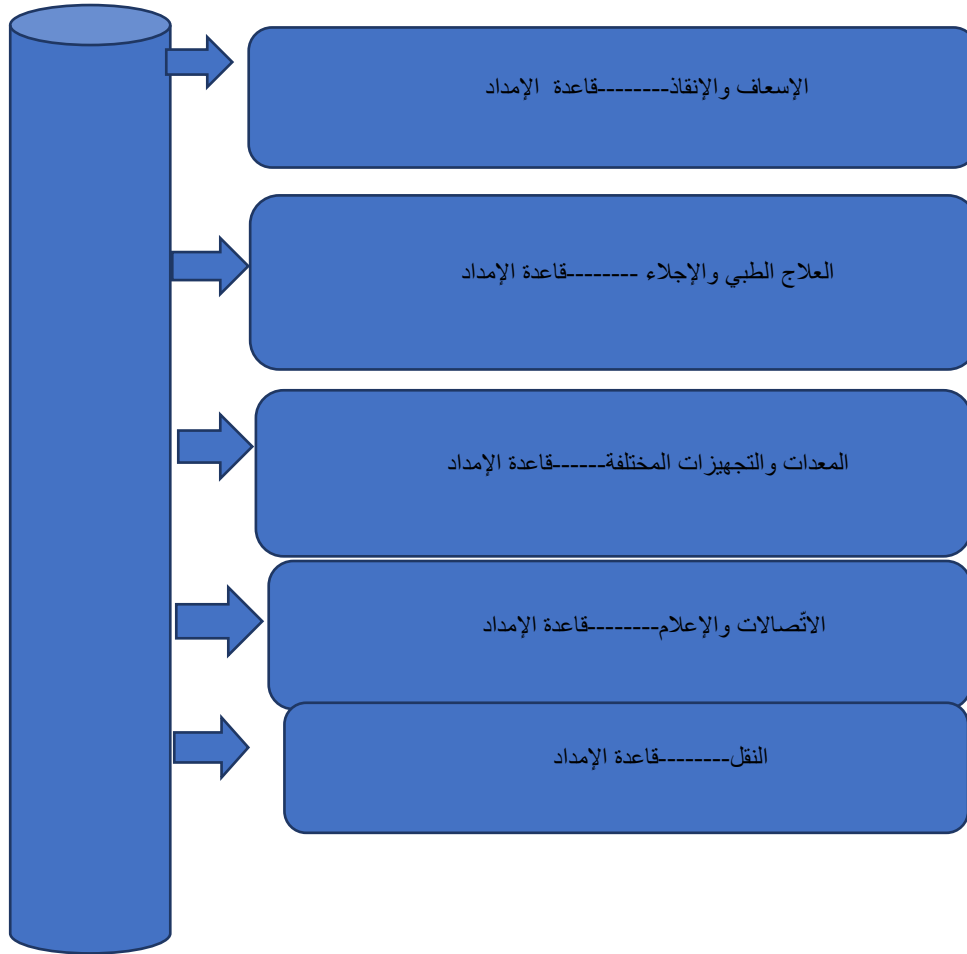 الإسعاف والإنقاذ--------قاعدة الإمداد
العلاج الطبي والإجلاء --------قاعدة الإمداد
المعدات والتجهيزات المختلفة------قاعدة الإمداد
الاتّصالات والإعلام--------قاعدة الإمداد
النقل--------قاعدة الإمداد